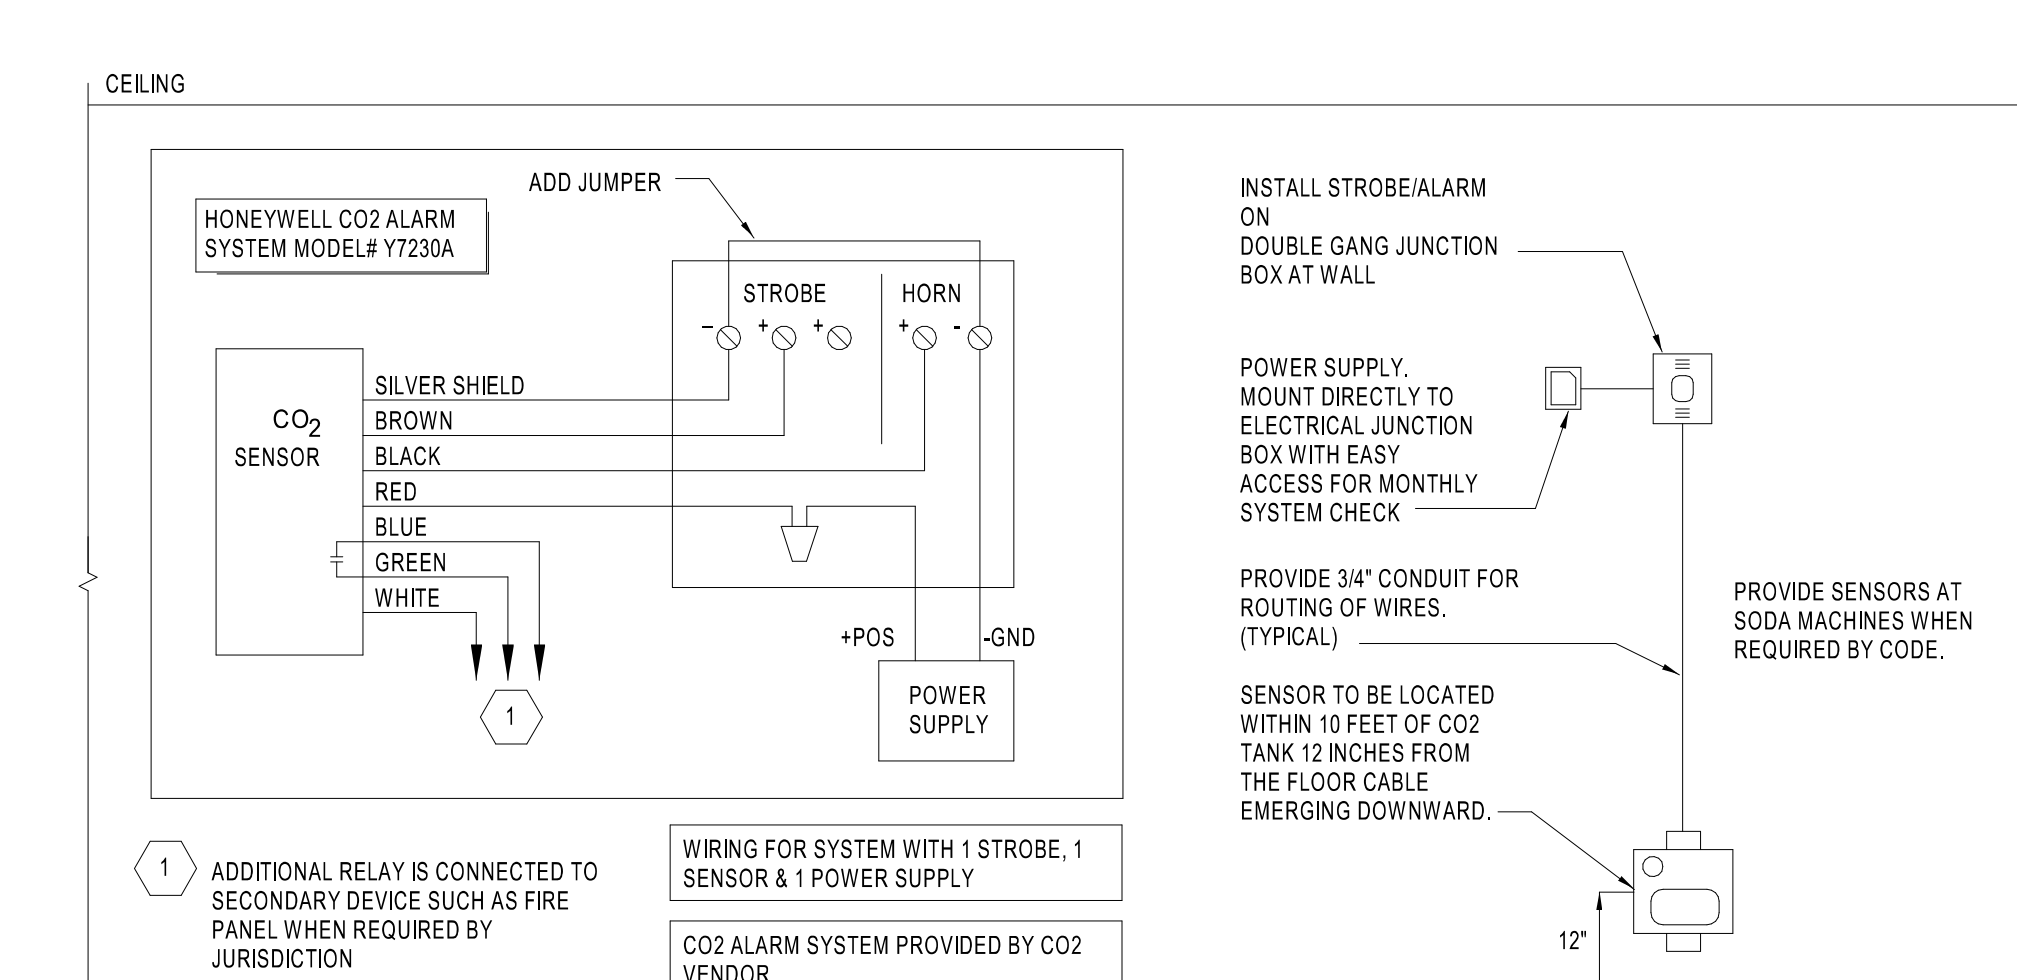 CEILING
ADD JUMPER
HONEYWELL CO2 ALARM
SYSTEM MODEL# Y7230A
STROBE HORN
– + + + -
CO2
SENSOR
SILVER SHIELD
BROWN
BLACK
RED
BLUE
GREEN
WHITE
+POS -GND
POWER
SUPPLY
1
1
ADDITIONAL RELAY IS CONNECTED TO
SECONDARY DEVICE SUCH AS FIRE
PANEL WHEN REQUIRED BY
JURISDICTION
WIRING FOR SYSTEM WITH 1 STROBE, 1
SENSOR & 1 POWER SUPPLY
CO2 ALARM SYSTEM PROVIDED BY CO2
VENDOR
INSTALL STROBE/ALARM
ON
DOUBLE GANG JUNCTION
BOX AT WALL
POWER SUPPLY.
MOUNT DIRECTLY TO
ELECTRICAL JUNCTION
BOX WITH EASY
ACCESS FOR MONTHLY
SYSTEM CHECK
PROVIDE 3/4" CONDUIT FOR
ROUTING OF WIRES.
(TYPICAL)
PROVIDE SENSORS AT
SODA MACHINES WHEN
REQUIRED BY CODE.
SENSOR TO BE LOCATED
WITHIN 10 FEET OF CO2
TANK 12 INCHES FROM
THE FLOOR CABLE
EMERGING DOWNWARD.
12"